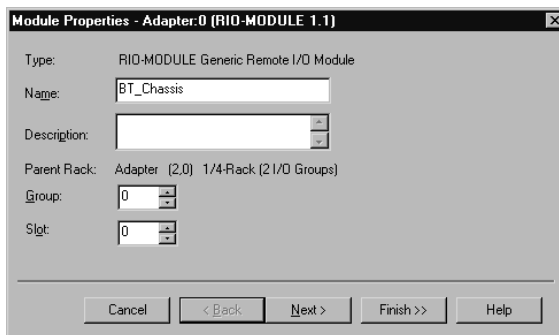 Module Properties - Adapter:0 (RIO-MODULE 1.1)
Type: RIO-MODULE Generic Remote I/O Module
Name: BT_Chassis
Description:
Parent Rack: Adapter (2,0) 1/4-Rack (2 I/O Groups)
Group: 0
Slot: 0
Cancel < Back Next > Finish >> Help